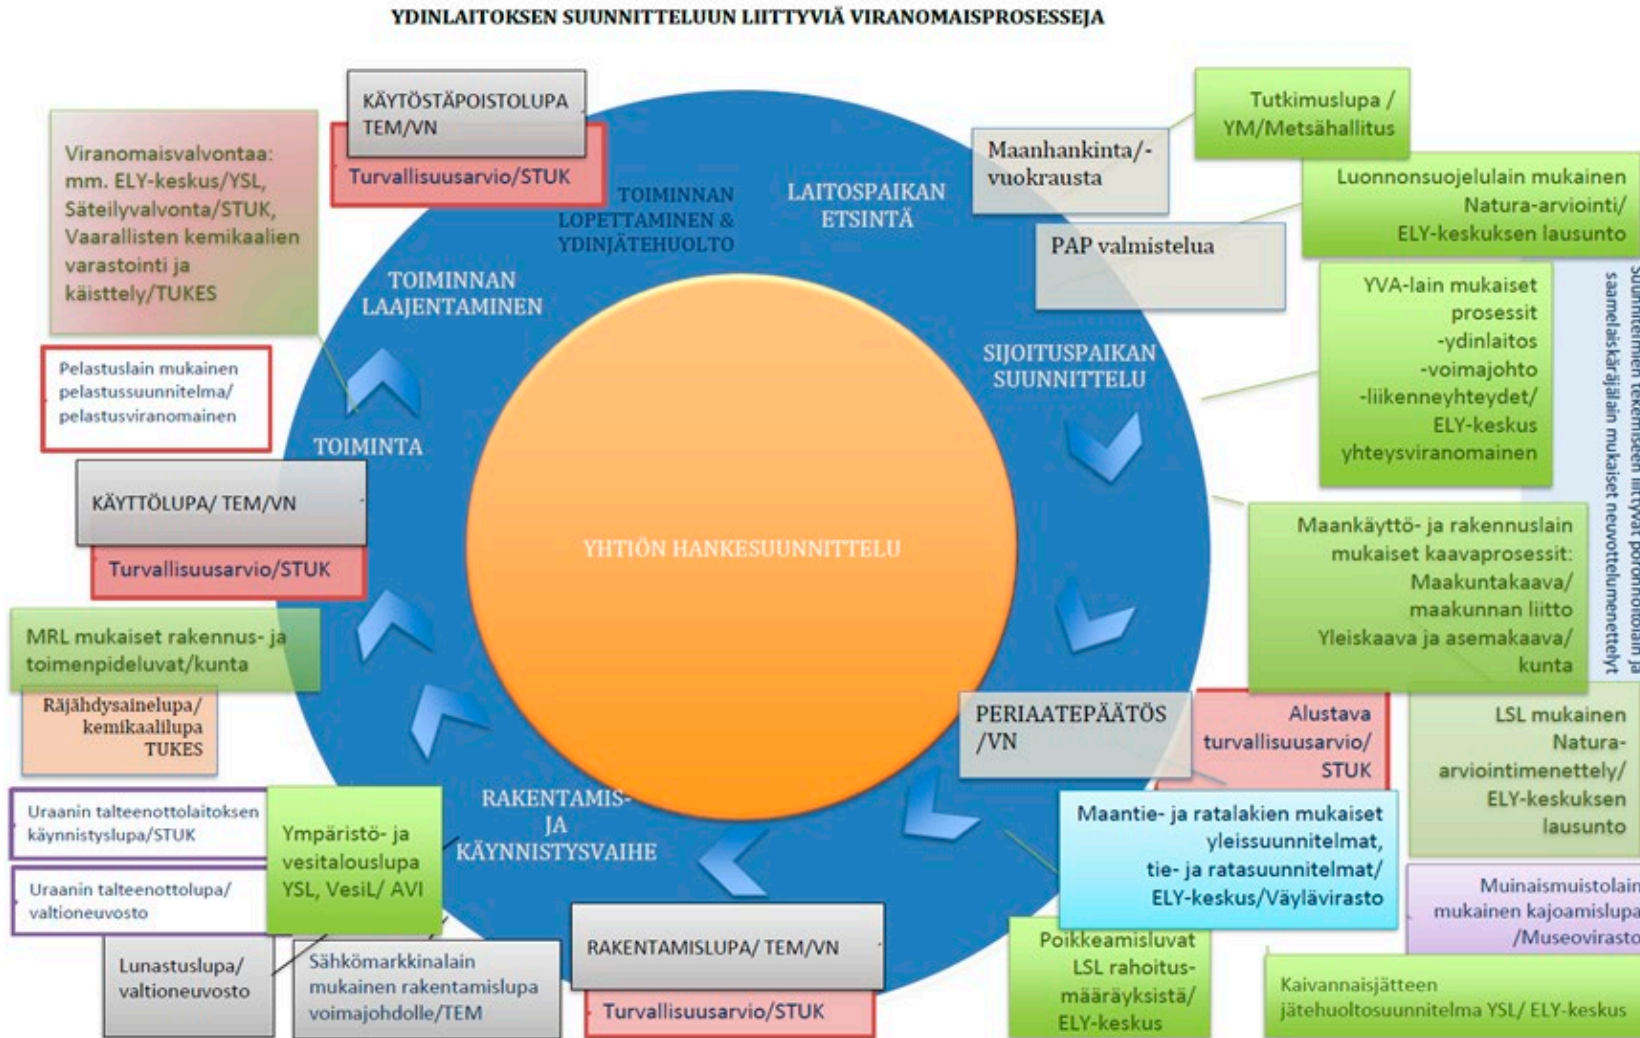 YDINLAITOKSEN SUUNNITTELUUN LIITTYVIÄ VIRANOMAISPROSESSEJA
KÄYTÖSTÄPOISTOLUPA
TEM/VN
Turvallisuusarvio/STUK
TOIMINNAN
LOPETTAMINEN &
YDINJÄTEHUOLTO
LAITOSPAIKAN
ETSINTÄ
Maanhankinta/-
vuokrausta
Tutkimuslupa /
YM/Metsähallitus
PAP valmistelua
Luonnonsuojelulain mukainen
Natura-arviointi/
ELY-keskuksen lausunto
SIJOITUSPAIKAN
SUUNNITTELU
YVA-lain mukaiset
prosessit
-ydinlaitos
-voimajohto
-liikenneyhteydet/
ELY-keskus
yhteysviranomainen
Suunnitelmien tekemiseen liittyvät poronhoitolain ja
saamelaiskäräjälain mukaiset neuvottelumenettelyt
Maankäyttö- ja rakennuslain
mukaiset kaavaprosessit:
Maakuntakaava/
maakunnan liitto
Yleiskaava ja asemakaava/
kunta
PERIAATEPÄÄTÖS
/VN
Alustava
turvallisuusarvio/
STUK
LSL mukainen
Natura-
arviointimenettely/
ELY-keskuksen
lausunto
Maantie- ja ratalakien mukaiset
yleissuunnitelmat,
tie- ja ratasuunnitelmat/
ELY-keskus/Väylävirasto
Muinaismuistolain
mukainen kajoamislupa
/Museovirasto
Poikkeamisluvat
LSL rahoitus-
määräyksistä/
ELY-keskus
Kaivannaisjätteen
jätehuoltosuunnitelma YSL/ ELY-keskus
RAKENTAMISLUPA/ TEM/VN
Turvallisuusarvio/STUK
RAKENTAMIS-
JA
KÄYNNISTYSVAIHE
Ympäristö- ja
vesitalouslupa
YSL, VesiL/ AVI
Sähkömarkkinalain
mukainen rakentamislupa
voimajohdolle/TEM
Lunastuslupa/
valtioneuvosto
Uraanin talteenottolupa/
valtioneuvosto
Uraanin talteenottolaitoksen
käynnistyslupa/STUK
Räjähdysainelupa/
kemikaalilupa
TUKES
MRL mukaiset rakennus- ja
toimenpideluvat/kunta
KÄYTTÖLUPA/ TEM/VN
Turvallisuusarvio/STUK
TOIMINTA
Pelastuslain mukainen
pelastussuunnitelma/
pelastusviranomainen
Viranomaisvalvontaa:
mm. ELY-keskus/YSL,
Säteilyvalvonta/STUK,
Vaarallisten kemikaalien
varastointi ja
käisttely/TUKES
TOIMINNAN
LAAJENTAMINEN
YHTIÖN HANKESUUNNITTELU